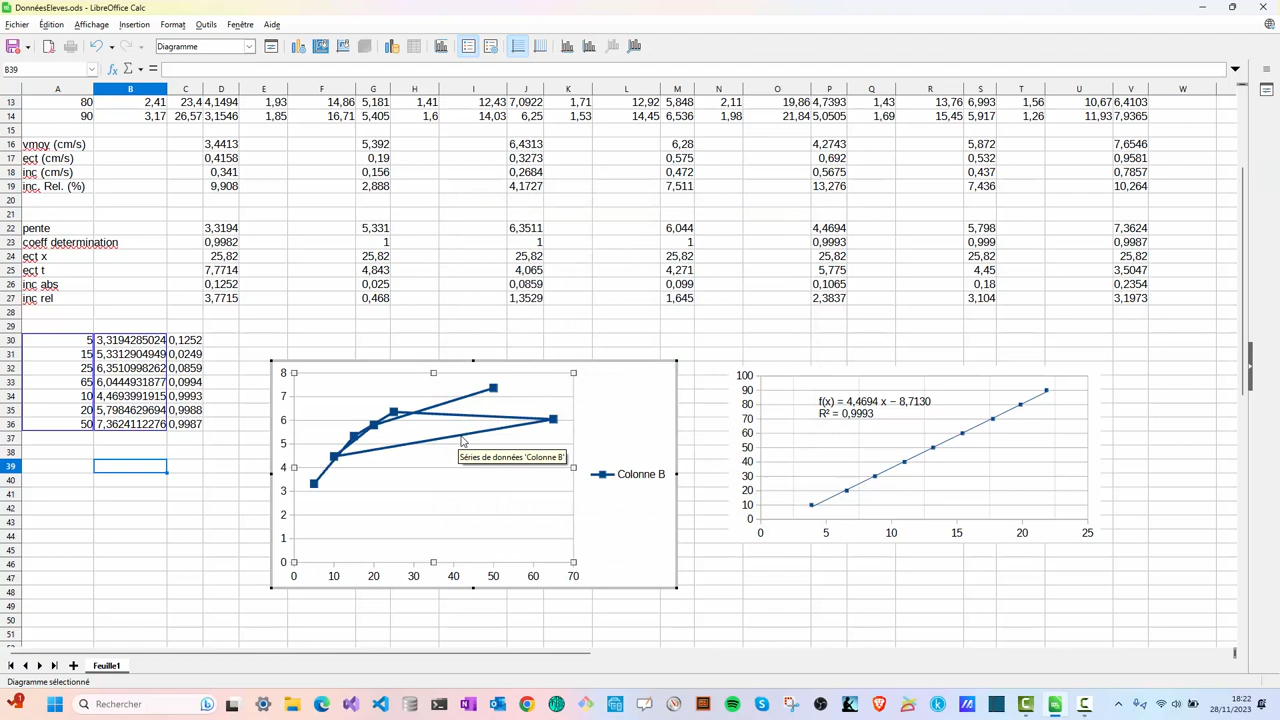 DonnéesEleves.ods - LibreOffice Calc
Fichier Édition Affichage Insertion Format Outils Fenêtre Aide
Diagramme
B39
A B C D E F G H I J K L M N O P Q R S T U V W
13 80 2,41 23,4 4,1494 1,93 14,86 5,181 1,41 12,43 7,0922 1,71 12,92 5,848 2,11 19,86 4,7393 1,43 13,76 6,993 1,56 10,67 6,4103
14 90 3,17 26,57 3,1546 1,85 16,71 5,405 1,6 14,03 6,25 1,53 14,45 6,536 1,98 21,84 5,0505 1,69 15,45 5,917 1,26 11,93 7,9365
15
16 vmoy (cm/s) 3,4413 5,392 6,4313 6,28 4,2743 5,872 7,6546
17 ect (cm/s) 0,4158 0,19 0,3273 0,575 0,692 0,532 0,9581
18 inc (cm/s) 0,341 0,156 0,2684 0,472 0,5675 0,437 0,7857
19 inc. Rel. (%) 9,908 2,888 4,1727 7,511 13,276 7,436 10,264
20
21
22 pente 3,3194 5,331 6,3511 6,044 4,4694 5,798 7,3624
23 coeff determination 0,9982 1 1 1 0,9993 0,999 0,9987
24 ect x 25,82 25,82 25,82 25,82 25,82 25,82 25,82
25 ect t 7,7714 4,843 4,065 4,271 5,775 4,45 3,5047
26 inc abs 0,1252 0,025 0,0859 0,099 0,1065 0,18 0,2354
27 inc rel 3,7715 0,468 1,3529 1,645 2,3837 3,104 3,1973
28
29
30 5 3,3194285024 0,1252
31 15 5,3312904949 0,0249
32 25 6,3510998262 0,0859
33 65 6,0444931877 0,0994
34 10 4,4693991915 0,9993
35 20 5,7984629694 0,9988
36 50 7,3624112276 0,9987
37
38
39
40
41
42
43
44
45
46
47
48
49
50
51
8
7
6
5
4
3
2
1
0
0 10 20 30 40 50 60 70
Colonne B
Séries de données 'Colonne B'
100
90
80
70
60
50
40
30
20
10
0
0 5 10 15 20 25
f(x) = 4,4694 x − 8,7130
R² = 0,9993
Feuille1
Diagramme sélectionné
Rechercher
18:22
28/11/2023